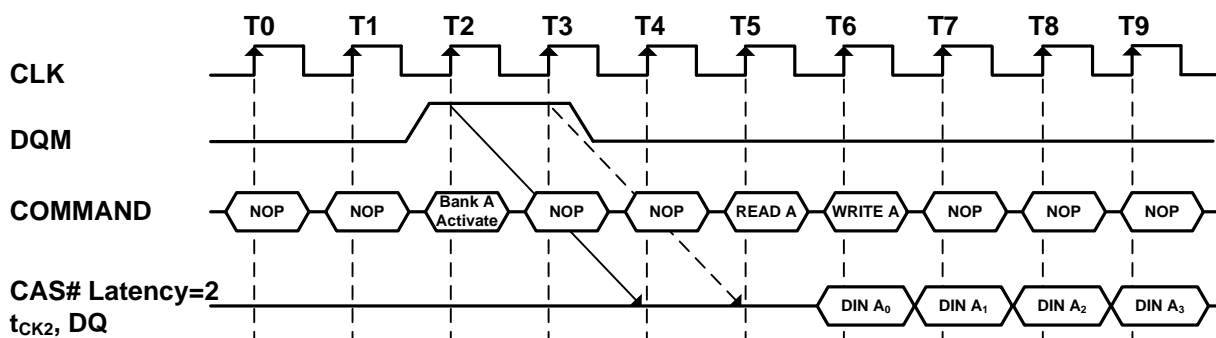 T0 T1 T2 T3 T4 T5 T6 T7 T8 T9
CLK
DQM
COMMAND NOP NOP Bank A Activate NOP NOP READ A WRITE A NOP NOP NOP
CAS# Latency=2
tCK2, DQ DIN A0 DIN A1 DIN A2 DIN A3